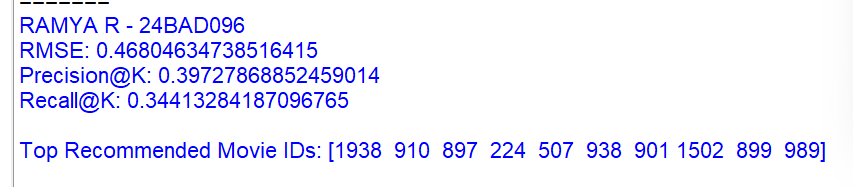 =======
RAMYA R - 24BAD096
RMSE: 0.46804634738516415
Precision@K: 0.39727868852459014
Recall@K: 0.34413284187096765
Top Recommended Movie IDs: [1938  910  897  224  507  938  901 1502  899  989]